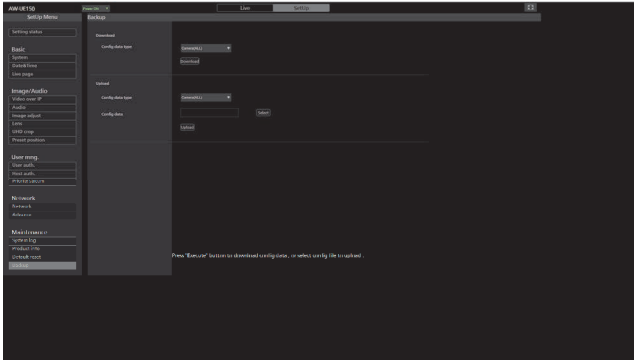 AW-UE150
Power ON
Live
SetUp
SetUp Menu
Backup
Setting status
Basic
System
Date&Time
Live page
Image/Audio
Video over IP
Audio
Image adjust
Lens
UHD crop
Preset position
User mng.
User auth.
Host auth.
Priority camera
Network
Network
Advance
Maintenance
System log
Product info.
Default reset
Backup
Download
Config data type
General(ALL)
Download
Upload
Config data type
General(ALL)
Config data
Select
Upload
Press "Execute" button to download config data , or select config file to upload .